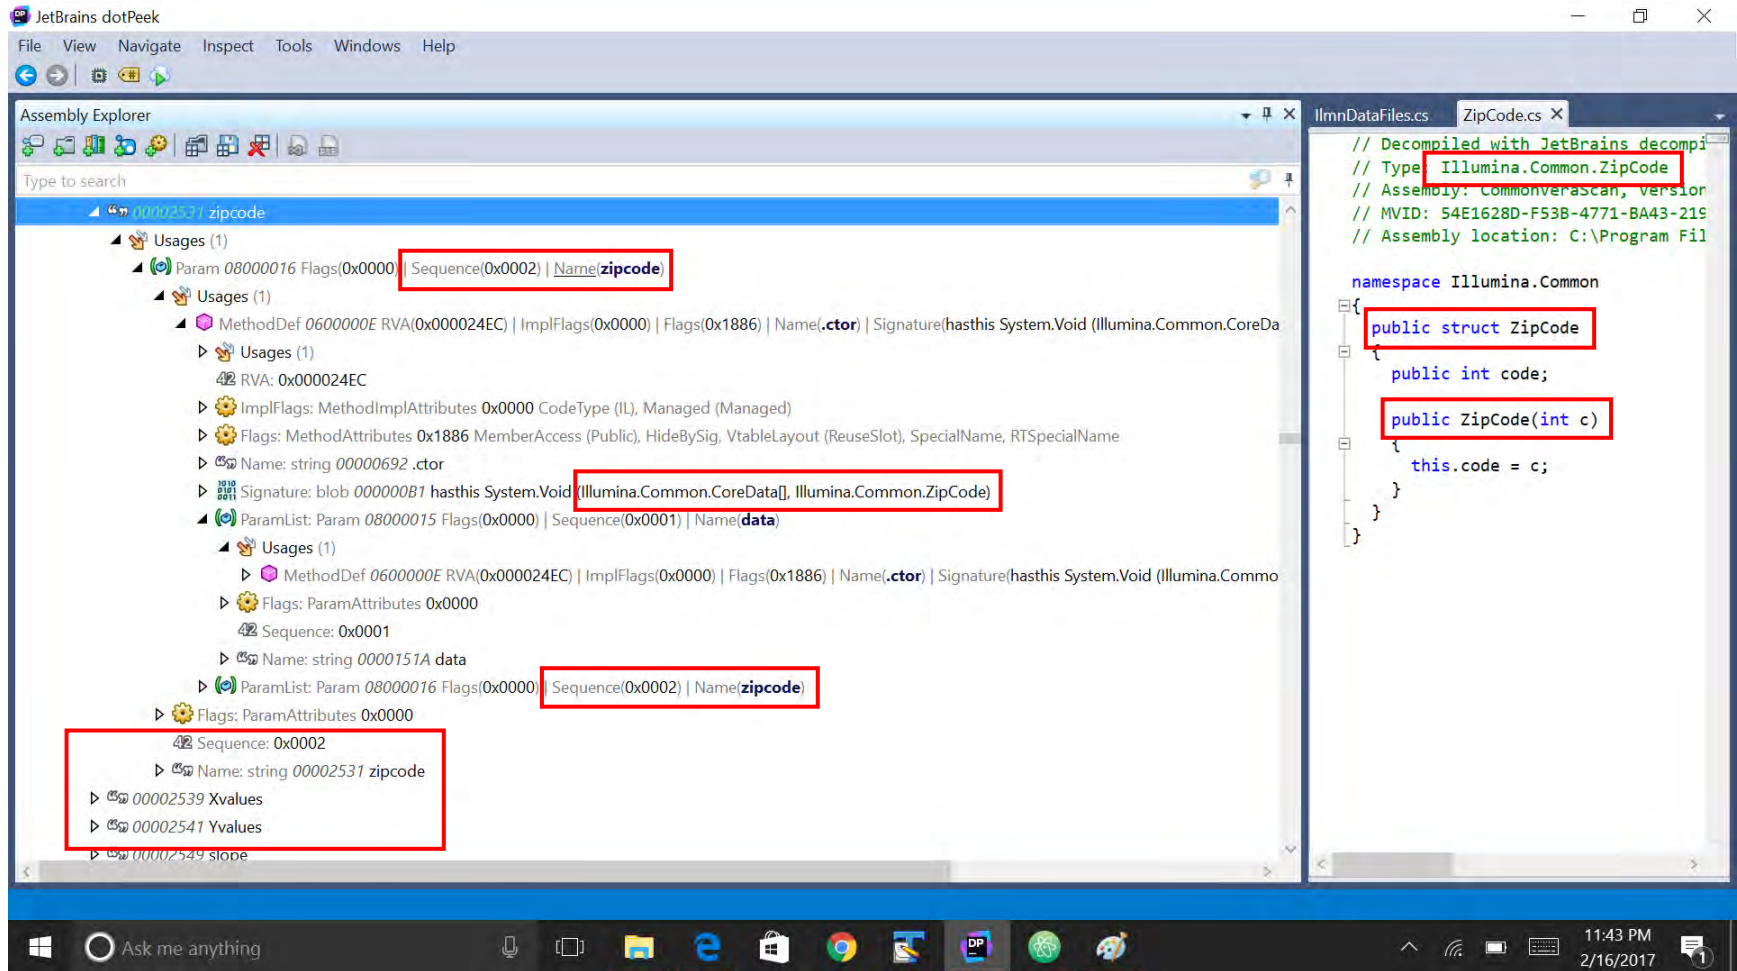 JetBrains dotPeek
File View Navigate Inspect Tools Windows Help
Assembly Explorer
Type to search
00002531 zipcode
Usages (1)
Param 08000016 Flags(0x0000) | Sequence(0x0002) | Name(zipcode)
Usages (1)
MethodDef 0600000E RVA(0x000024EC) | ImplFlags(0x0000) | Flags(0x1886) | Name(.ctor) | Signature(hasthis System.Void (Illumina.Common.CoreDa
Usages (1)
RVA: 0x000024EC
ImplFlags: MethodImplAttributes 0x0000 CodeType (IL), Managed (Managed)
Flags: MethodAttributes 0x1886 MemberAccess (Public), HideBySig, VtableLayout (ReuseSlot), SpecialName, RTSpecialName
Name: string 00000692 .ctor
Signature: blob 000000B1 hasthis System.Void (Illumina.Common.CoreData[], Illumina.Common.ZipCode)
ParamList: Param 08000015 Flags(0x0000) | Sequence(0x0001) | Name(data)
Usages (1)
MethodDef 0600000E RVA(0x000024EC) | ImplFlags(0x0000) | Flags(0x1886) | Name(.ctor) | Signature(hasthis System.Void (Illumina.Commo
Flags: ParamAttributes 0x0000
Sequence: 0x0001
Name: string 0000151A data
ParamList: Param 08000016 Flags(0x0000) | Sequence(0x0002) | Name(zipcode)
Flags: ParamAttributes 0x0000
Sequence: 0x0002
Name: string 00002531 zipcode
00002539 Xvalues
00002541 Yvalues
00002549 slope
IlmnDataFiles.cs ZipCode.cs
// Decompiled with JetBrains decompi
// Type: Illumina.Common.ZipCode
// Assembly: CommonVeraScan, Version
// MVID: 54E1628D-F53B-4771-BA43-219
// Assembly location: C:\Program Fil
namespace Illumina.Common
{
public struct ZipCode
{
public int code;
public ZipCode(int c)
{
this.code = c;
}
}
}
Ask me anything
DP
11:43 PM
2/16/2017
1